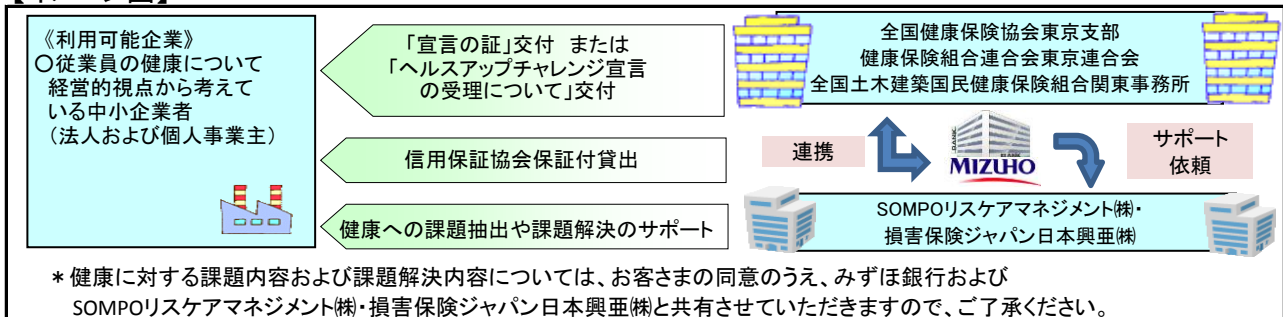 《利用可能企業》
〇従業員の健康について
経営的視点から考えて
いる中小企業者
（法人および個人事業主）
「宣言の証」交付　または
「ヘルスアップチャレンジ宣言
の受理について」交付
信用保証協会保証付貸出
健康への課題抽出や課題解決のサポート
全国健康保険協会東京支部
健康保険組合連合会東京連合会
全国土木建築国民健康保険組合関東事務所
連携
BANK
MIZUHO
サポート
依頼
SOMPOリスケアマネジメント㈱・
損害保険ジャパン日本興亜㈱
＊健康に対する課題内容および課題解決内容については、お客さまの同意のうえ、みずほ銀行および
SOMPOリスケアマネジメント㈱・損害保険ジャパン日本興亜㈱と共有させていただきますので、ご了承ください。